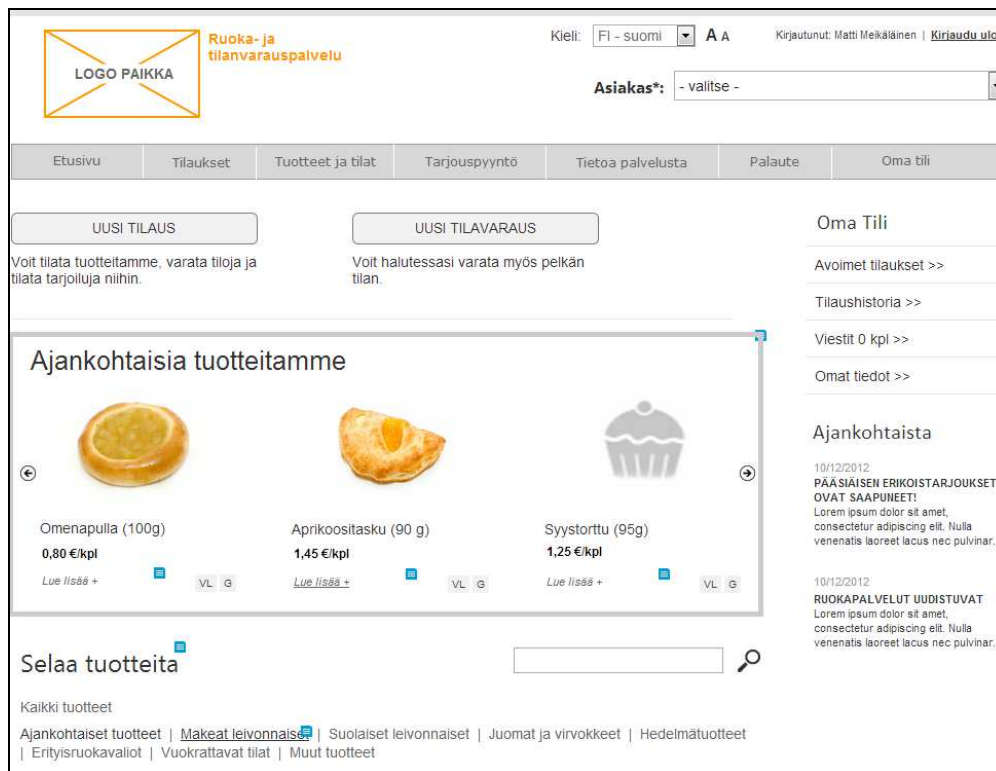 LOGO PAIKKA
Ruoka- ja
tilanvarauspalvelu
Kieli: FI - suomi A A Kirjautunut: Matti Meikäläinen | Kirjaudu ulo
Asiakas*: - valitse -
Etusivu Tilaukset Tuotteet ja tilat Tarjouspyyntö Tietoa palvelusta Palaute Oma tili
UUSI TILAUS
Voit tilata tuotteitamme, varata tiloja ja
tilata tarjoiluja niihin.
UUSI TILAVARAUS
Voit halutessasi varata myös pelkän
tilan.
Oma Tili
Avoimet tilaukset >>
Tilaushistoria >>
Viestit 0 kpl >>
Omat tiedot >>
Ajankohtaisia tuotteitamme
Omenapulla (100g)
0,80 €/kpl
Lue lisää +
VL G
Aprikoositasku (90 g)
1,45 €/kpl
Lue lisää +
VL G
Syystorttu (95g)
1,25 €/kpl
Lue lisää +
VL G
Ajankohtaista
10/12/2012
PÄÄSIÄISEN ERIKOISTARJOUKSET
OVAT SAAPUNEET!
Lorem ipsum dolor sit amet,
consectetur adipiscing elit. Nulla
venenatis laoreet lacus nec pulvinar.
10/12/2012
RUOKAPALVELUT UUDISTUVAT
Lorem ipsum dolor sit amet,
consectetur adipiscing elit. Nulla
venenatis laoreet lacus nec pulvinar.
Selaa tuotteita
Kaikki tuotteet
Ajankohtaiset tuotteet | Makeat leivonnaiset | Suolaiset leivonnaiset | Juomat ja virvokkeet | Hedelmätuotteet
| Erityisruokavaliot | Vuokrattavat tilat | Muut tuotteet